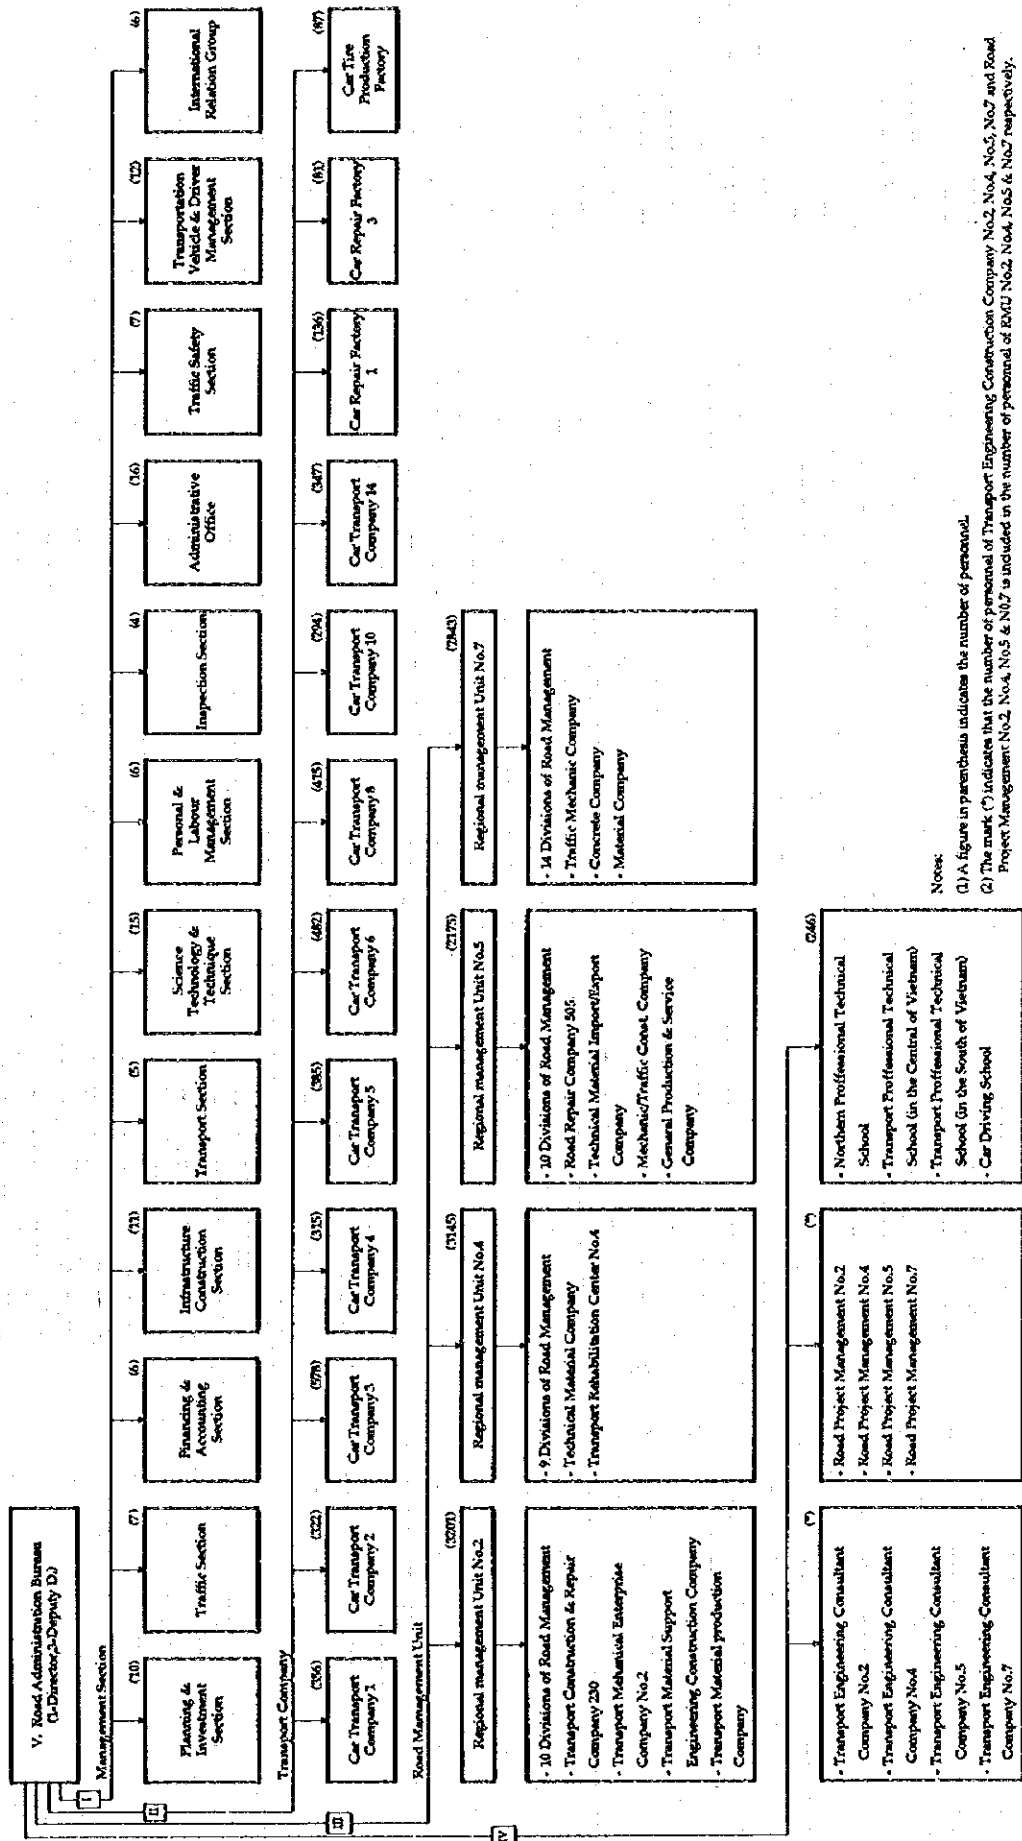 V. Road Administration Bureau
(1-Director,3-Deputy D.)
I
Management Section
(10)
Planning &
Investment
Section
(7)
Traffic Section
(6)
Financing &
Accounting
Section
(11)
Infrastructure
Construction
Section
(5)
Transport Section
(15)
Science
Technology &
Technique
Section
(6)
Personal &
Labour
Management
Section
(4)
Inspection Section
(16)
Administrative
Office
(7)
Traffic Safety
Section
(12)
Transportation
Vehicle & Driver
Management
Section
(6)
International
Relation Group
II
Transport Company
(356)
Car Transport
Company 1
(322)
Car Transport
Company 2
(578)
Car Transport
Company 3
(315)
Car Transport
Company 4
(385)
Car Transport
Company 5
(482)
Car Transport
Company 6
(415)
Car Transport
Company 8
(294)
Car Transport
Company 10
(347)
Car Transport
Company 14
(136)
Car Repair Factory
1
(81)
Car Repair Factory
3
(87)
Car Tire
Production
Factory
III
Road Management Unit
(3201)
Regional management Unit No.2
- 10 Divisions of Road Management
- Transport Construction & Repair
Company 230
- Transport Mechanical Enterprise
Company No.2
- Transport Material Support
Engineering Construction Company
- Transport Material production
Company
(3145)
Regional management Unit No.4
- 9 Divisions of Road Management
- Technical Material Company
- Transport Rehabilitation Center No.4
(2175)
Regional management Unit No.5
- 10 Divisions of Road Management
- Road Repair Company 505
- Technical Material Import/Export
Company
- Mechanic/Traffic Const. Company
- General Production & Service
Company
(2843)
Regional management Unit No.7
- 14 Divisions of Road Management
- Traffic Mechanic Company
- Concrete Company
- Material Company
IV
(*)
- Transport Engineering Consultant
Company No.2
- Transport Engineering Consultant
Company No.4
- Transport Engineering Consultant
Company No.5
- Transport Engineering Consultant
Company No.7
(*)
- Road Project Management No.2
- Road Project Management No.4
- Road Project Management No.5
- Road Project Management No.7
(246)
- Northern Proffessional Technical
School
- Transport Proffessional Technical
School (in the Central of Vietnam)
- Transport Proffessional Technical
School (in the South of Vietnam)
- Car Driving School
Notes:
(1) A figure in parenthesis indicates the number of personnel.
(2) The mark (*) indicates that the number of personnel of Transport Engineering Construction Company No.2, No.4, No.5, No.7 and Road
Project Management No.2, No.4, No.5 & N0.7 is included in the number of personnel of RMU No.2, No.4, No.5 & No.7 respectively.